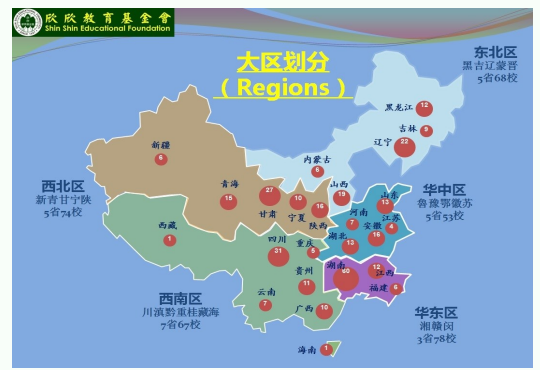 欣欣教育基金會
Shin Shin Educational Foundation
大区划分
（Regions）
东北区
黑吉辽蒙晋
5省68校
黑龙江
12
吉林
9
辽宁
22
内蒙古
6
山西
19
新疆
6
西北区
新青甘宁陕
5省74校
青海
15
甘肃
27
宁夏
10
陕西
16
华中区
鲁豫鄂徽苏
5省53校
山东
13
河南
7
江苏
4
安徽
16
湖北
13
西藏
1
四川
31
重庆
5
贵州
11
云南
7
广西
10
海南
1
西南区
川滇黔重桂藏海
7省67校
湖南
60
江西
12
福建
6
华东区
湘赣闽
3省78校